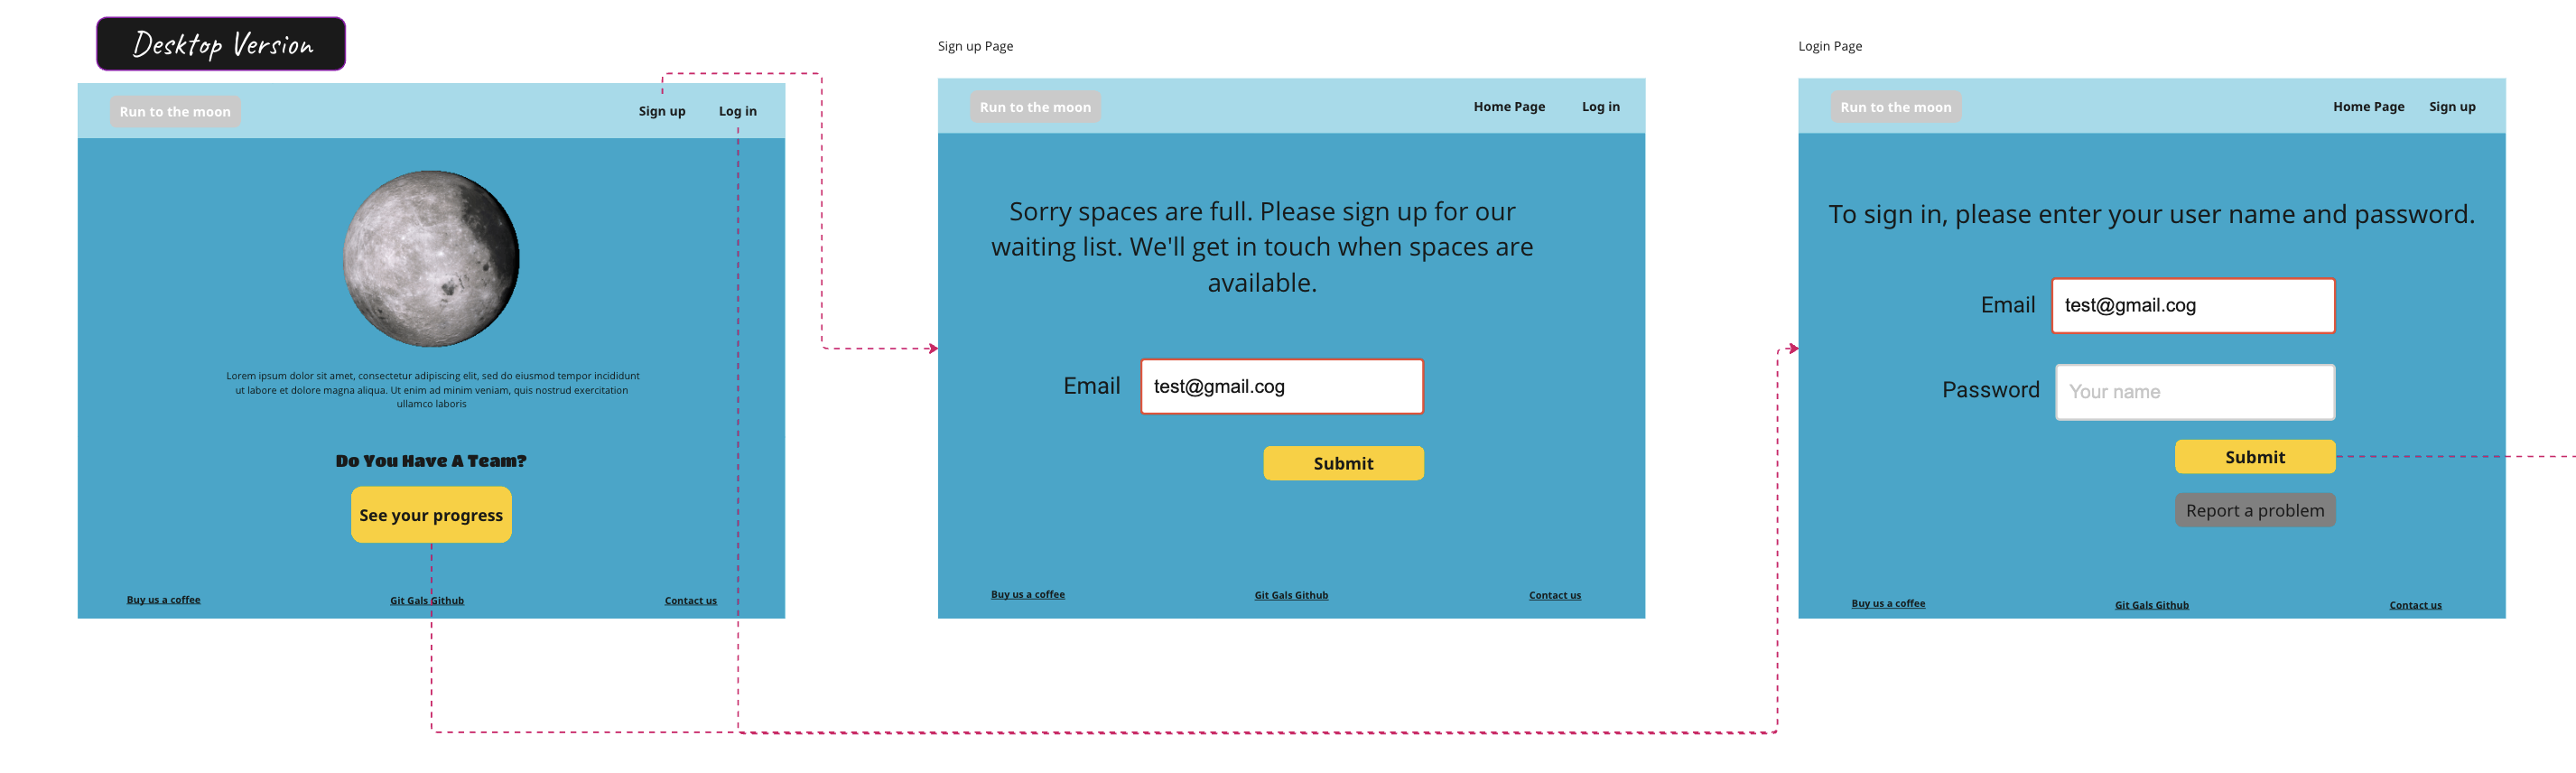 Desktop Version
Run to the moon
Sign up
Log in
Lorem ipsum dolor sit amet, consectetur adipiscing elit, sed do eiusmod tempor incididunt
ut labore et dolore magna aliqua. Ut enim ad minim veniam, quis nostrud exercitation
ullamco laboris
Do You Have A Team?
See your progress
Buy us a coffee
Git Gals Github
Contact us
Sign up Page
Run to the moon
Home Page
Log in
Sorry spaces are full. Please sign up for our
waiting list. We'll get in touch when spaces are
available.
Email
test@gmail.cog
Submit
Buy us a coffee
Git Gals Github
Contact us
Login Page
Run to the moon
Home Page
Sign up
To sign in, please enter your user name and password.
Email
test@gmail.cog
Password
Your name
Submit
Report a problem
Buy us a coffee
Git Gals Github
Contact us